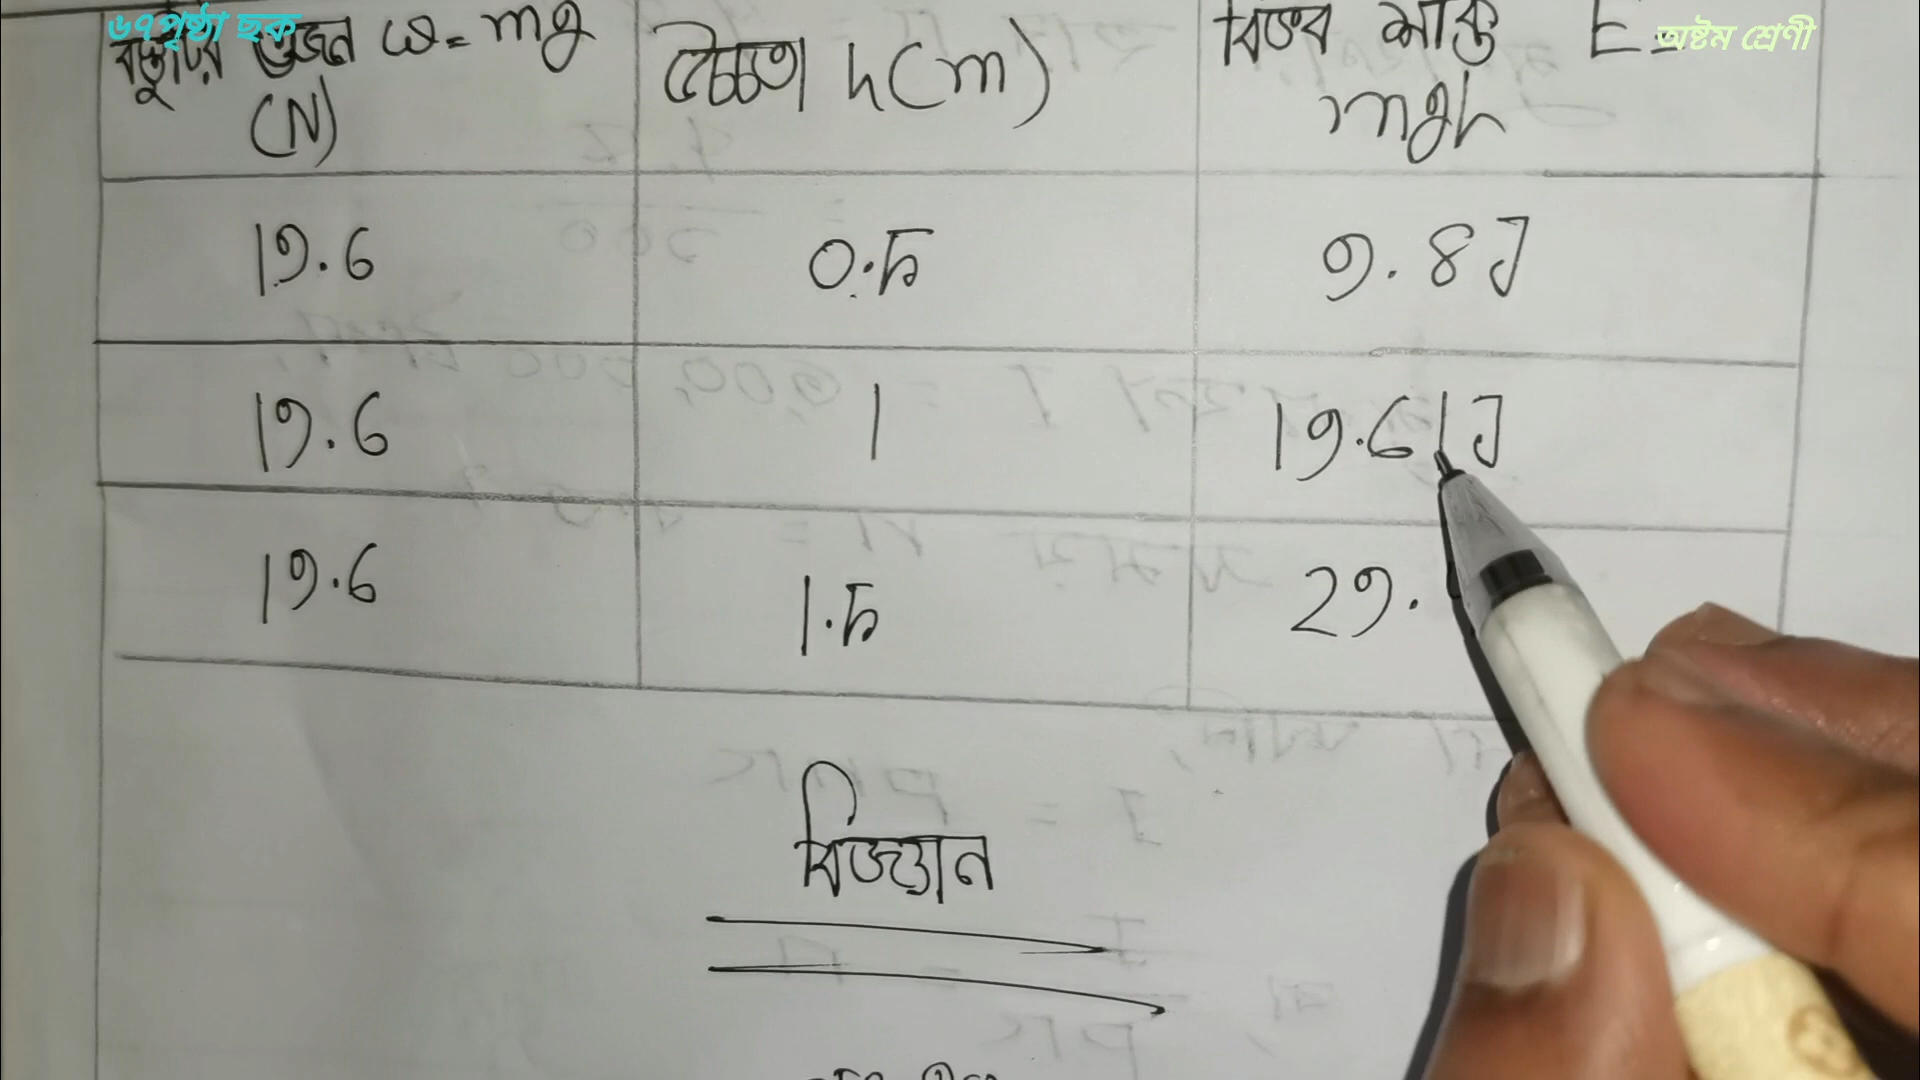 ৬৭পৃষ্ঠা ছক
অষ্টম শ্রেণী
বস্তুটির ওজন ω = mg
(N)
উচ্চতা h(m)
বিভব শক্তি E =
mgh
19.6
0.5
9.8J
19.6
1
19.6 J
19.6
1.5
29.
বিজ্ঞান